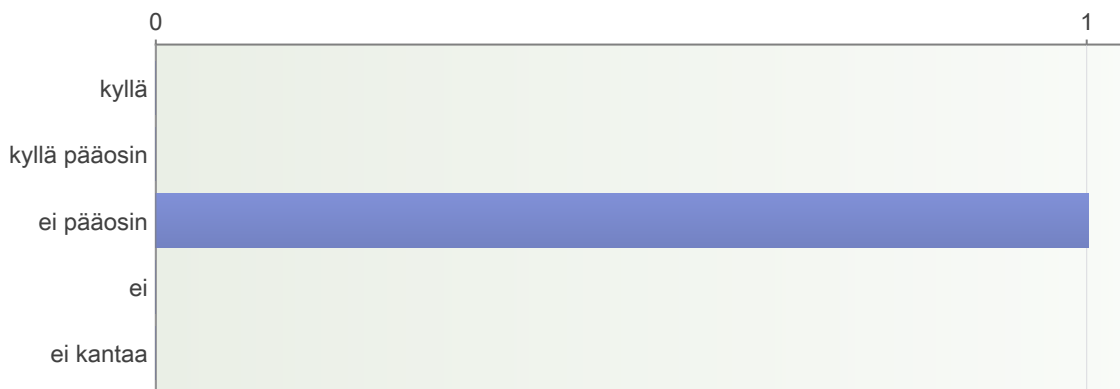 0 1
kyllä
kyllä pääosin
ei pääosin
ei
ei kantaa